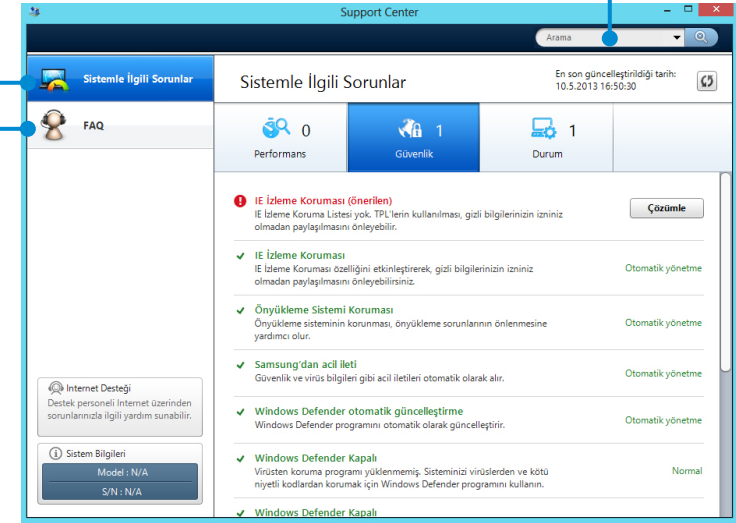 Support Center
Arama
Sistemle İlgili Sorunlar
FAQ
Sistemle İlgili Sorunlar
En son güncelleştirildiği tarih:
10.5.2013 16:50:30
0
Performans
1
Güvenlik
1
Durum
IE İzleme Koruması (önerilen)
IE İzleme Koruma Listesi yok. TPL'lerin kullanılması, gizli bilgilerinizin izniniz
olmadan paylaşılmasını önleyebilir.
Çözümle
IE İzleme Koruması
IE İzleme Koruması özelliğini etkinleştirerek, gizli bilgilerinizin izniniz
olmadan paylaşılmasını önleyebilirsiniz.
Otomatik yönetme
Önyükleme Sistemi Koruması
Önyükleme sisteminin korunması, önyükleme sorunlarının önlenmesine
yardımcı olur.
Otomatik yönetme
Samsung'dan acil ileti
Güvenlik ve virüs bilgileri gibi acil iletileri otomatik olarak alır.
Otomatik yönetme
Windows Defender otomatik güncelleştirme
Windows Defender programını otomatik olarak güncelleştirir.
Otomatik yönetme
Windows Defender Kapalı
Virüsten koruma programı yüklenmemiş. Sisteminizi virüslerden ve kötü
niyetli kodlardan korumak için Windows Defender programını kullanın.
Normal
Windows Defender Kapalı
Internet Desteği
Destek personeli Internet üzerinden
sorunlarınızla ilgili yardım sunabilir.
Sistem Bilgileri
Model : N/A
S/N : N/A